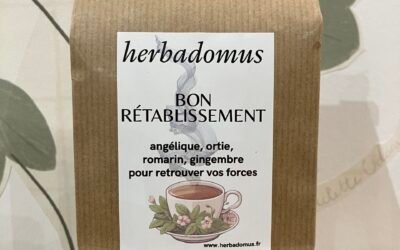 herbadomus
BON
RÉTABLISSEMENT
angélique, ortie,
romarin, gingembre
pour retrouver vos forces
www.herbadomus.fr